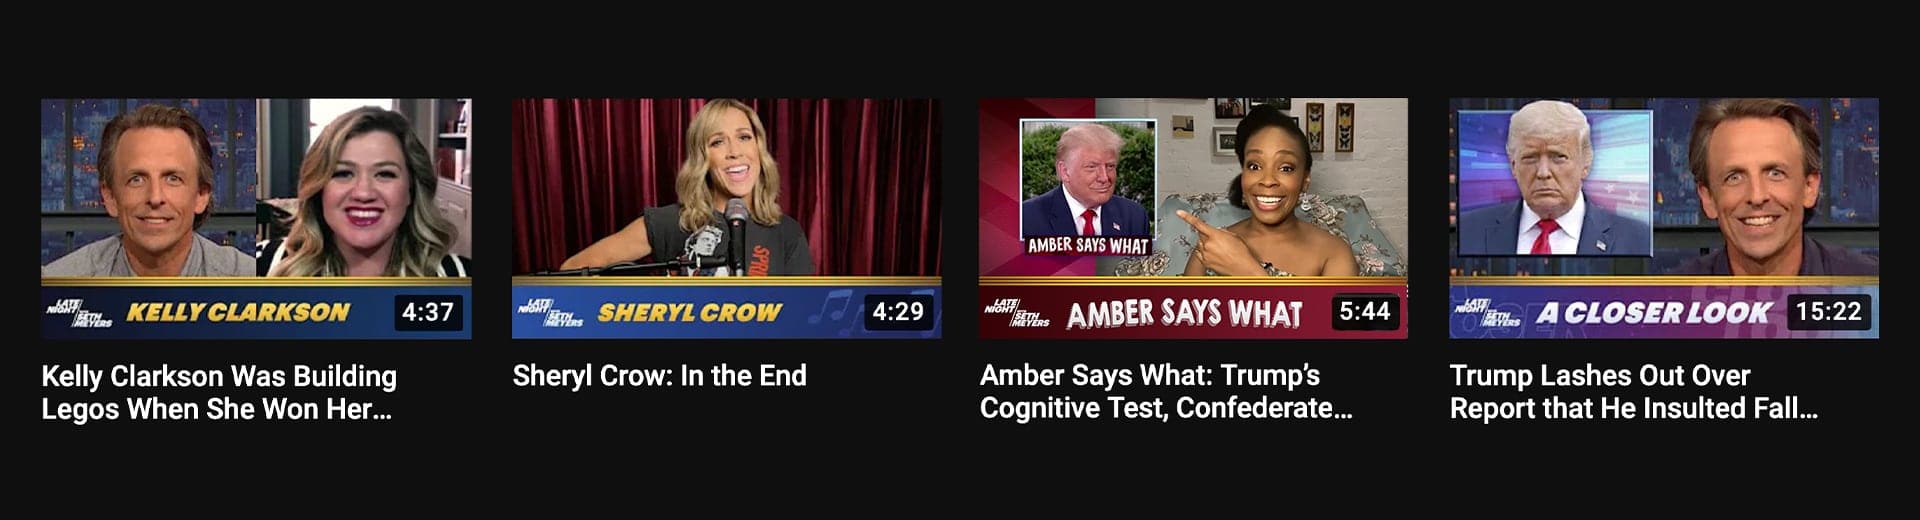 LATE
NIGHT
SETH
MEYERS
KELLY CLARKSON
4:37
Kelly Clarkson Was Building
Legos When She Won Her...
LATE
NIGHT
SETH
MEYERS
SHERYL CROW
4:29
Sheryl Crow: In the End
AMBER SAYS WHAT
LATE
NIGHT
SETH
MEYERS
AMBER SAYS WHAT
5:44
Amber Says What: Trump’s
Cognitive Test, Confederate...
LATE
NIGHT
SETH
MEYERS
A CLOSER LOOK
15:22
Trump Lashes Out Over
Report that He Insulted Fall...